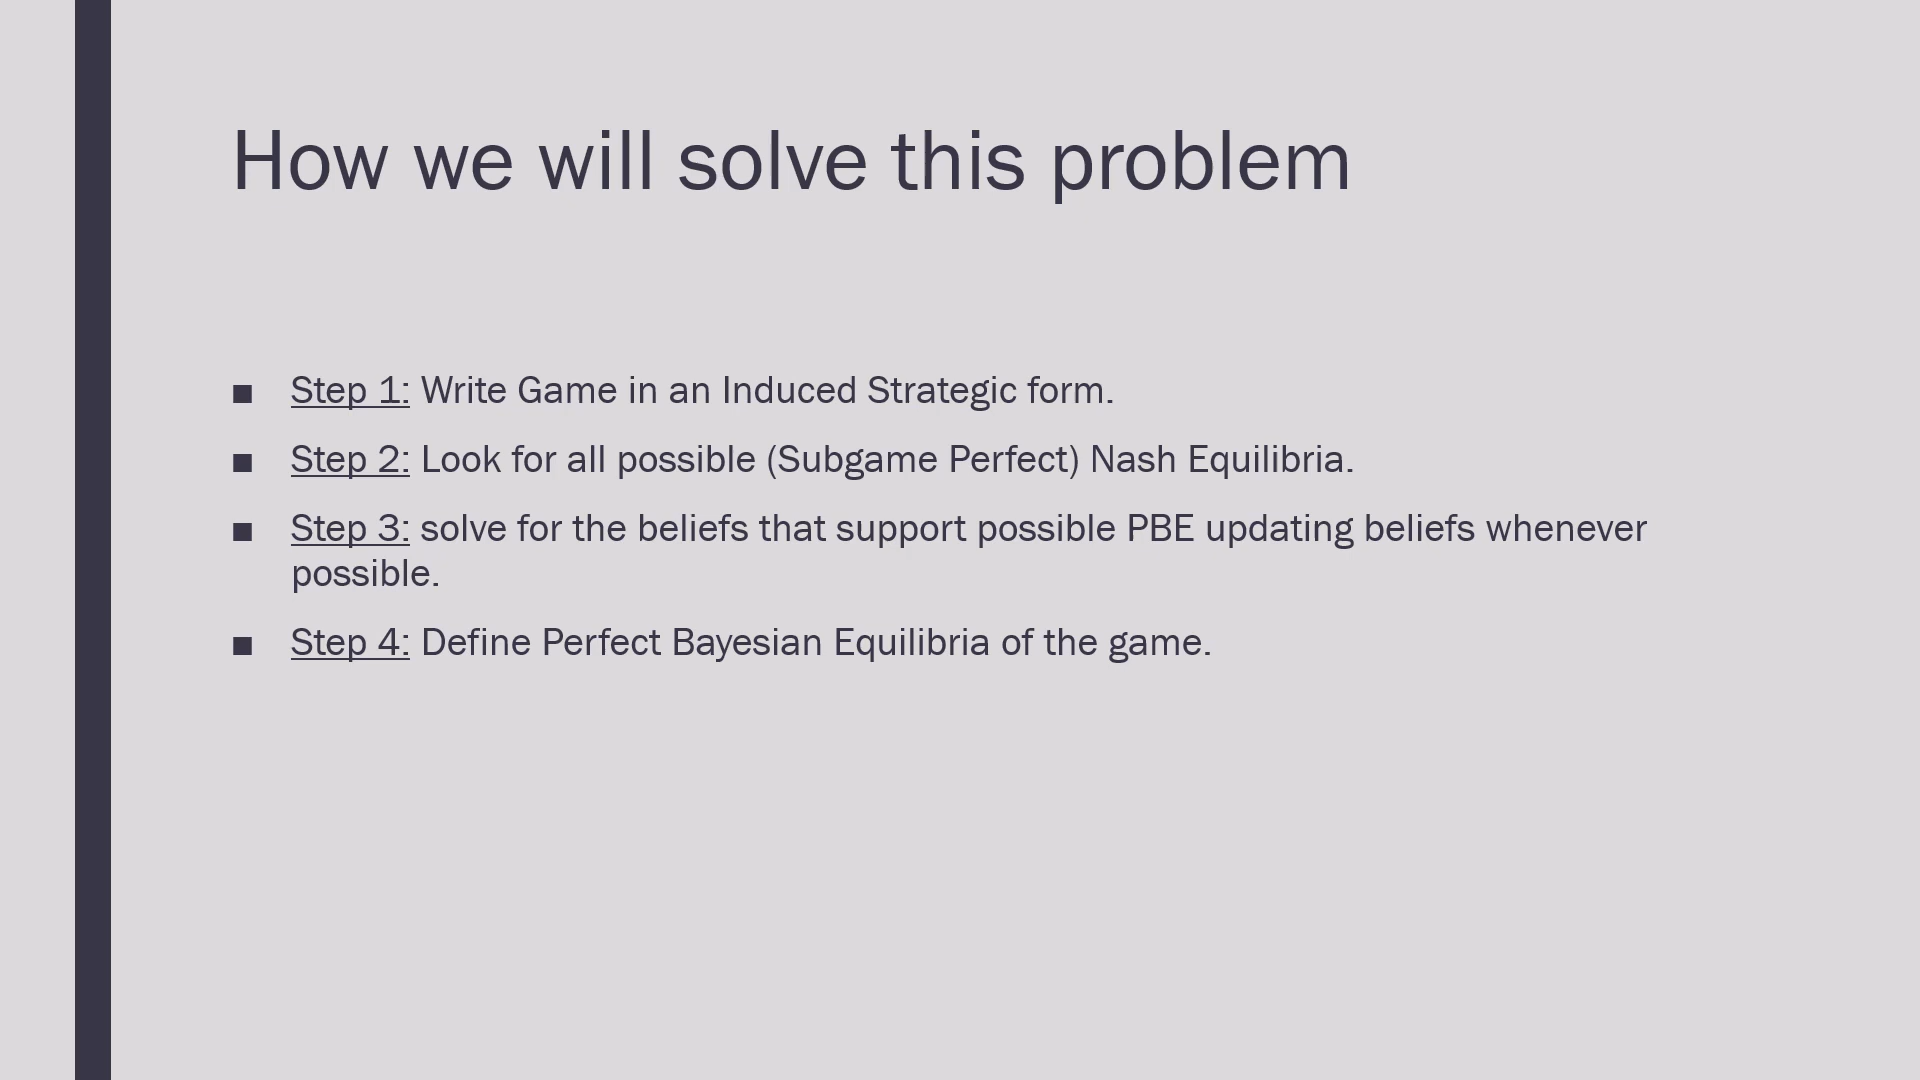 How we will solve this problem
■ Step 1: Write Game in an Induced Strategic form.
■ Step 2: Look for all possible (Subgame Perfect) Nash Equilibria.
■ Step 3: solve for the beliefs that support possible PBE updating beliefs whenever
possible.
■ Step 4: Define Perfect Bayesian Equilibria of the game.